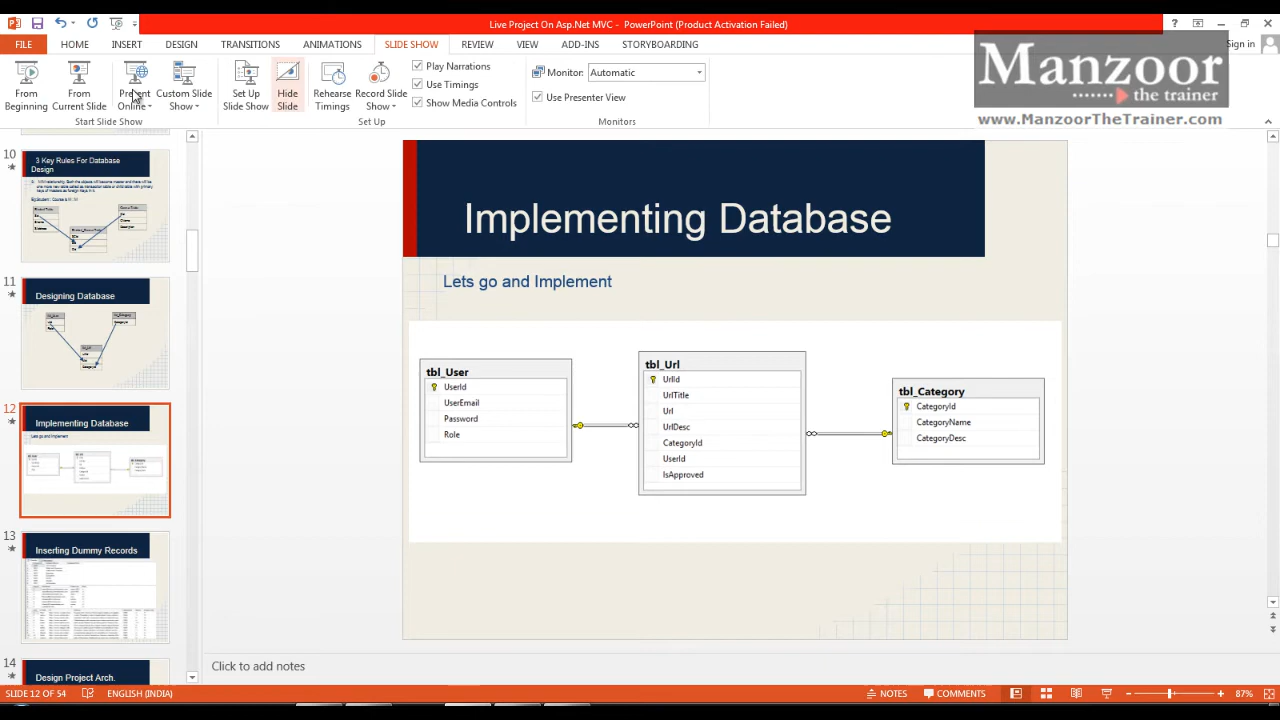 Live Project On Asp.Net MVC - PowerPoint (Product Activation Failed)
FILE HOME INSERT DESIGN TRANSITIONS ANIMATIONS SLIDE SHOW REVIEW VIEW ADD-INS STORYBOARDING Sign in
Manzoor
the trainer
www.ManzoorTheTrainer.com
From Beginning
From Current Slide
Present Online
Custom Slide Show
Set Up Slide Show
Hide Slide
Rehearse Timings
Record Slide Show
Play Narrations
Use Timings
Show Media Controls
Monitor: Automatic
Use Presenter View
Start Slide Show
Set Up
Monitors
10
3 Key Rules For Database
Design
11
Designing Database
12
Implementing Database
Lets go and Implement
13
Inserting Dummy Records
14
Design Project Arch.
Implementing Database
Lets go and Implement
tbl_User
UserId
UserEmail
Password
Role
tbl_Url
UrlId
UrlTitle
Url
UrlDesc
CategoryId
UserId
IsApproved
tbl_Category
CategoryId
CategoryName
CategoryDesc
Click to add notes
SLIDE 12 OF 54 ENGLISH (INDIA) NOTES COMMENTS 87%